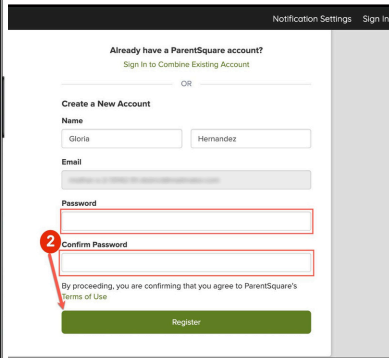 Notification Settings Sign In
Already have a ParentSquare account?
Sign In to Combine Existing Account
OR
Create a New Account
Name
Gloria Hernandez
Email
Password
2
Confirm Password
By proceeding, you are confirming that you agree to ParentSquare's
Terms of Use
Register